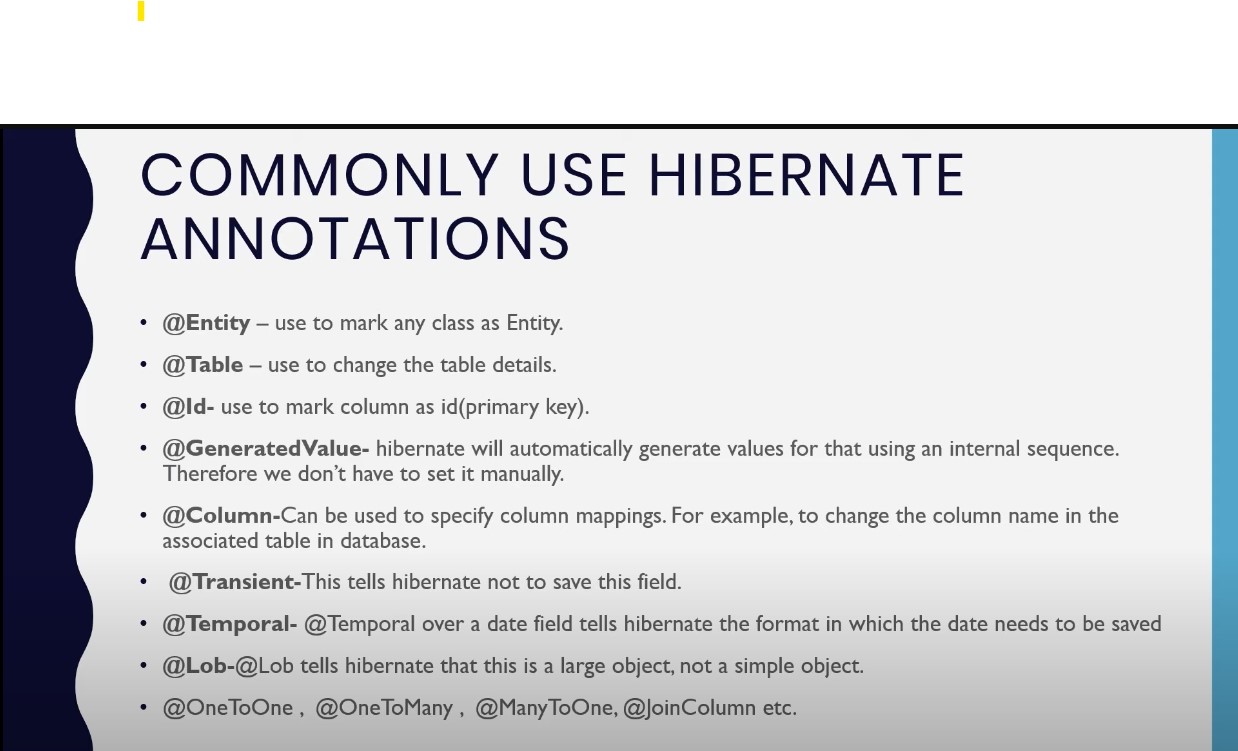 COMMONLY USE HIBERNATE
ANNOTATIONS
• @Entity – use to mark any class as Entity.
• @Table – use to change the table details.
• @Id- use to mark column as id(primary key).
• @GeneratedValue- hibernate will automatically generate values for that using an internal sequence.
Therefore we don’t have to set it manually.
• @Column-Can be used to specify column mappings. For example, to change the column name in the
associated table in database.
• @Transient-This tells hibernate not to save this field.
• @Temporal- @Temporal over a date field tells hibernate the format in which the date needs to be saved
• @Lob-@Lob tells hibernate that this is a large object, not a simple object.
• @OneToOne , @OneToMany , @ManyToOne, @JoinColumn etc.